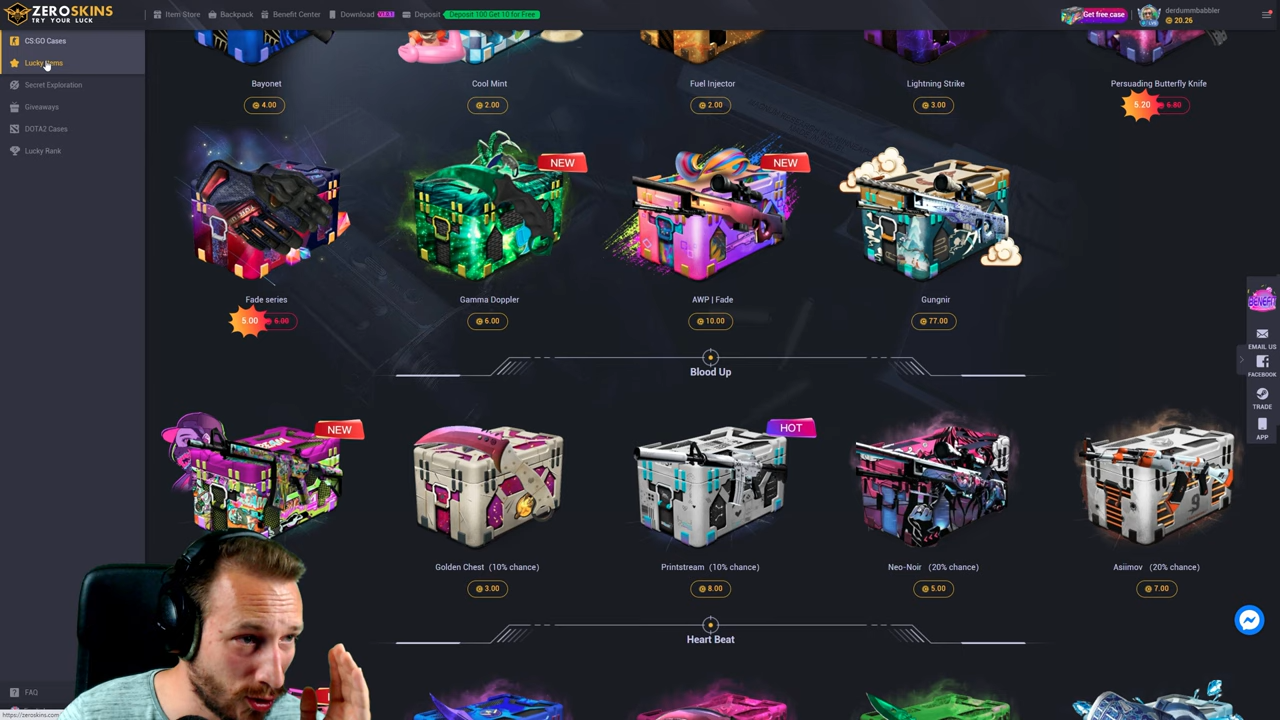 ZEROSKINS
TRY YOUR LUCK
Item Store
Backpack
Benefit Center
Download
Deposit
Deposit 100 Get 10 for Free
Get free case
derdummbabbler
20.26
CS:GO Cases
Lucky Items
Secret Exploration
Giveaways
DOTA2 Cases
Lucky Rank
Bayonet
Cool Mint
Fuel Injector
Lightning Strike
Persuading Butterfly Knife
4.00
2.00
2.00
3.00
5.20
6.80
NEW
NEW
Fade series
Gamma Doppler
AWP | Fade
Gungnir
5.00
6.00
6.00
10.00
77.00
BENEFIT
EMAIL US
FACEBOOK
TRADE
APP
Blood Up
NEW
HOT
Golden Chest (10% chance)
Printstream (10% chance)
Neo-Noir (20% chance)
Asiimov (20% chance)
3.00
8.00
5.00
7.00
Heart Beat
FAQ
https://zeroskins.com